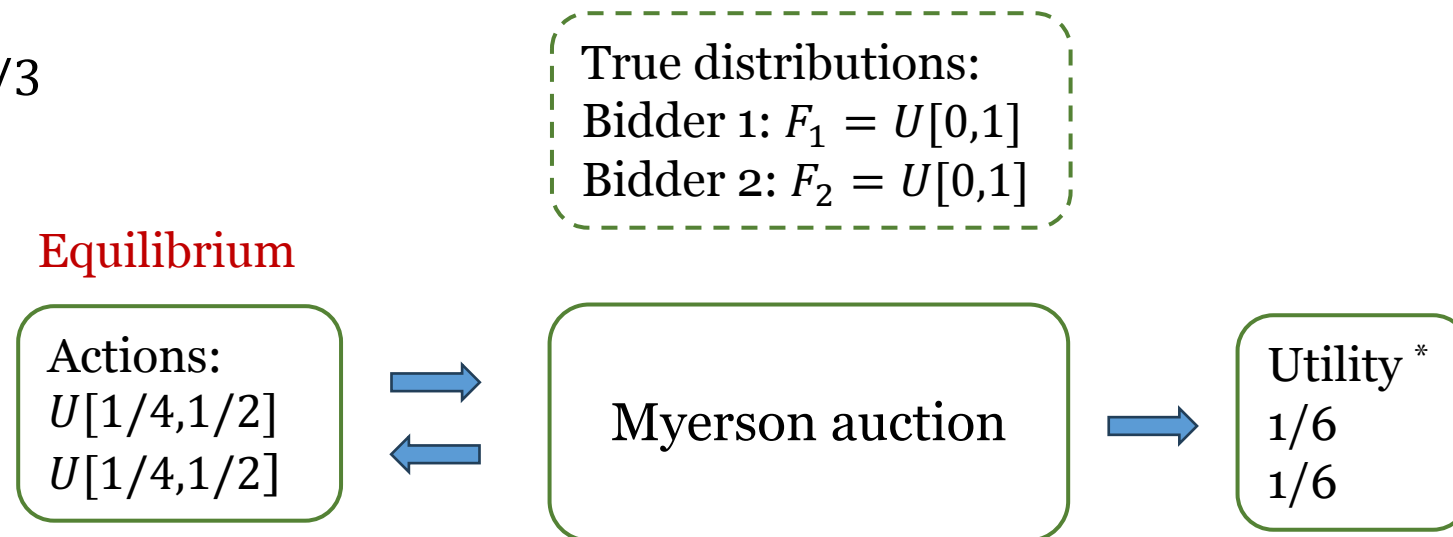 /3
True distributions:
Bidder 1: 𝐹₁ = 𝑈[0,1]
Bidder 2: 𝐹₂ = 𝑈[0,1]
Equilibrium
Actions:
𝑈[1/4,1/2]
𝑈[1/4,1/2]
Myerson auction
Utility *
1/6
1/6